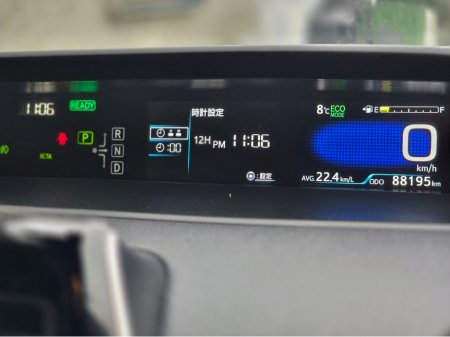 11:06 READY
P
R
N
D
RCTA
時計設定
:00
12H PM 11:06
:設定
8℃ ECO MODE
E F
0
km/h
AVG. 22.4 km/L ODO 88195 km